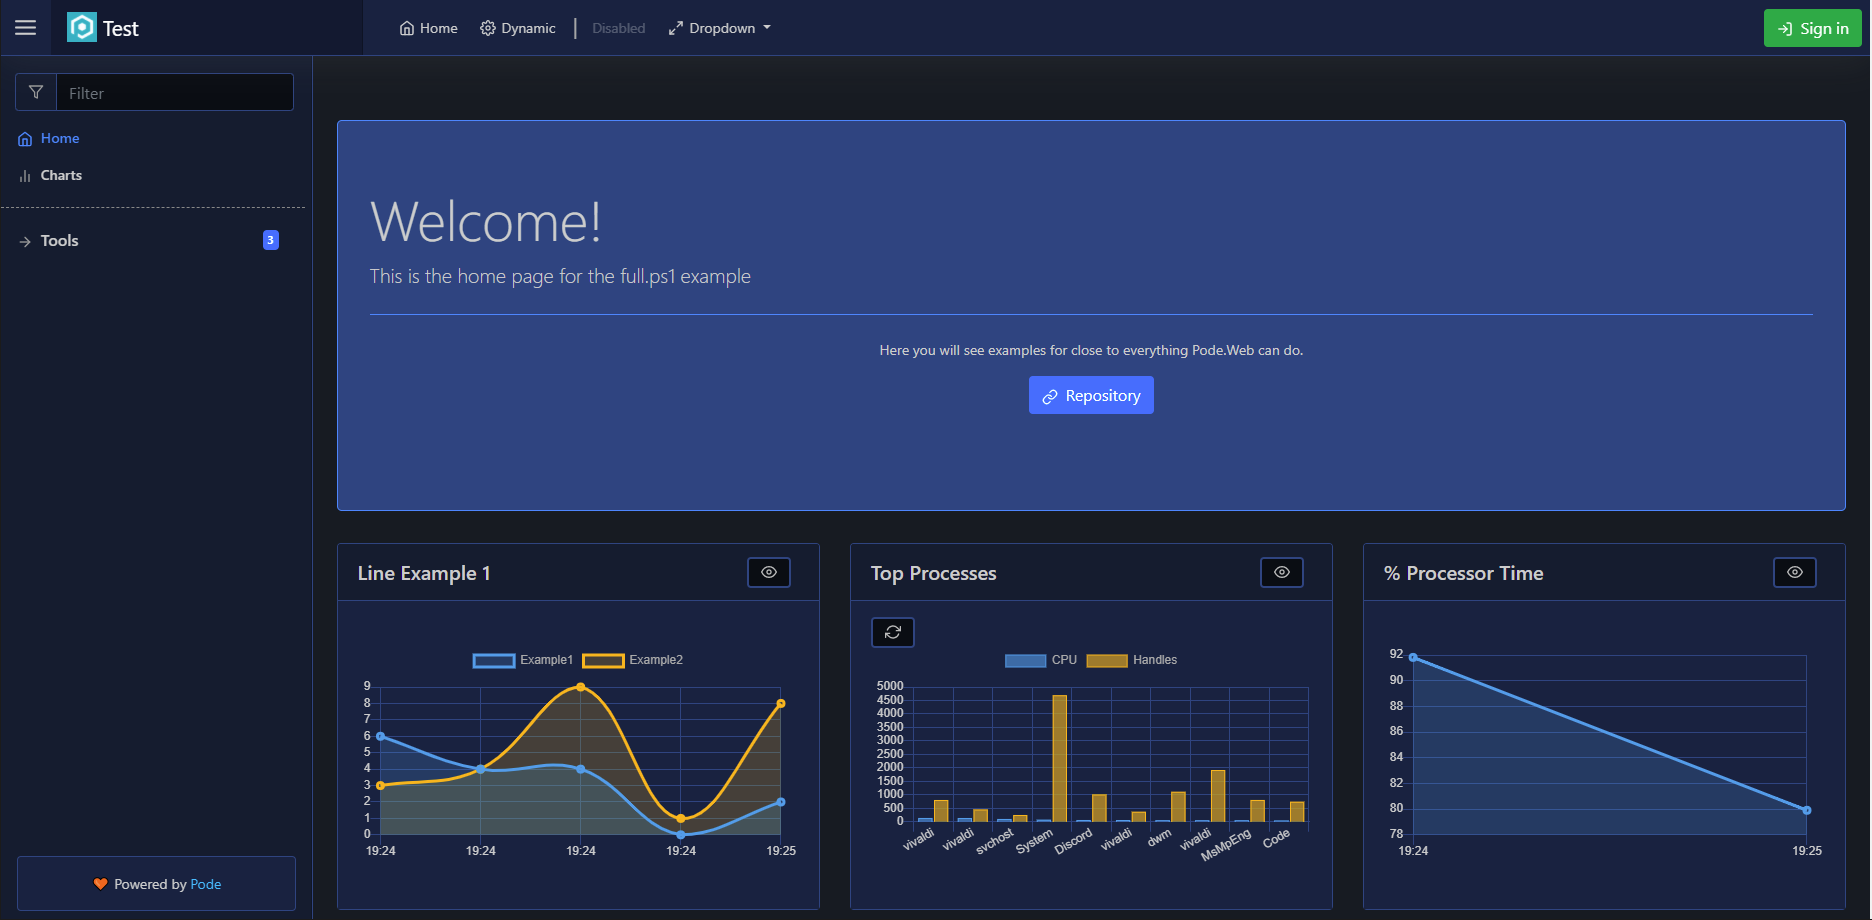 Test
Home
Dynamic
Disabled
Dropdown
Sign in
Filter
Home
Charts
Tools
3
Powered by Pode
Welcome!
This is the home page for the full.ps1 example
Here you will see examples for close to everything Pode.Web can do.
Repository
Line Example 1
Example1
Example2
9
8
7
6
5
4
3
2
1
0
19:24
19:24
19:24
19:24
19:25
Top Processes
CPU
Handles
5000
4500
4000
3500
3000
2500
2000
1500
1000
500
0
vivaldi
vivaldi
svchost
System
Discord
vivaldi
dwm
vivaldi
MsMpEng
Code
% Processor Time
92
90
88
86
84
82
80
78
19:24
19:25